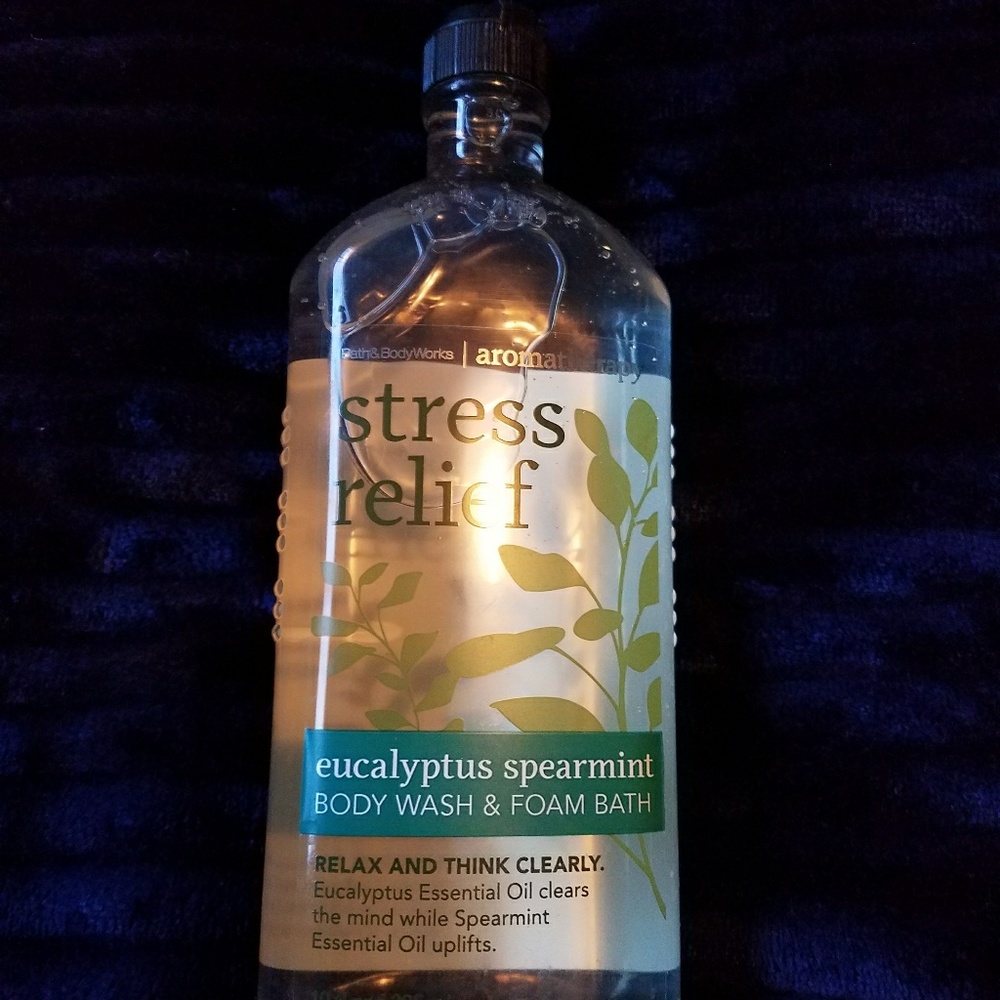 Bath&BodyWorks | aromatherapy
stress
relief
eucalyptus spearmint
BODY WASH & FOAM BATH
RELAX AND THINK CLEARLY.
Eucalyptus Essential Oil clears
the mind while Spearmint
Essential Oil uplifts.